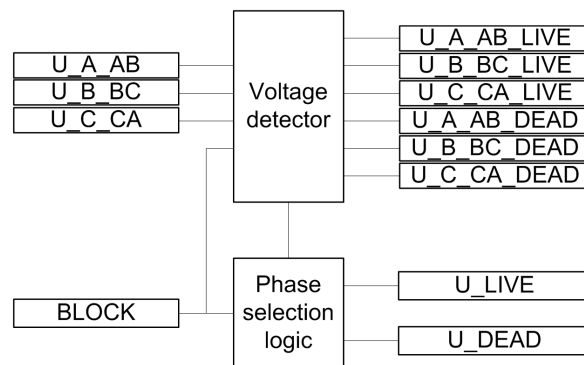 U_A_AB
U_B_BC
U_C_CA
BLOCK
Voltage
detector
Phase
selection
logic
U_A_AB_LIVE
U_B_BC_LIVE
U_C_CA_LIVE
U_A_AB_DEAD
U_B_BC_DEAD
U_C_CA_DEAD
U_LIVE
U_DEAD